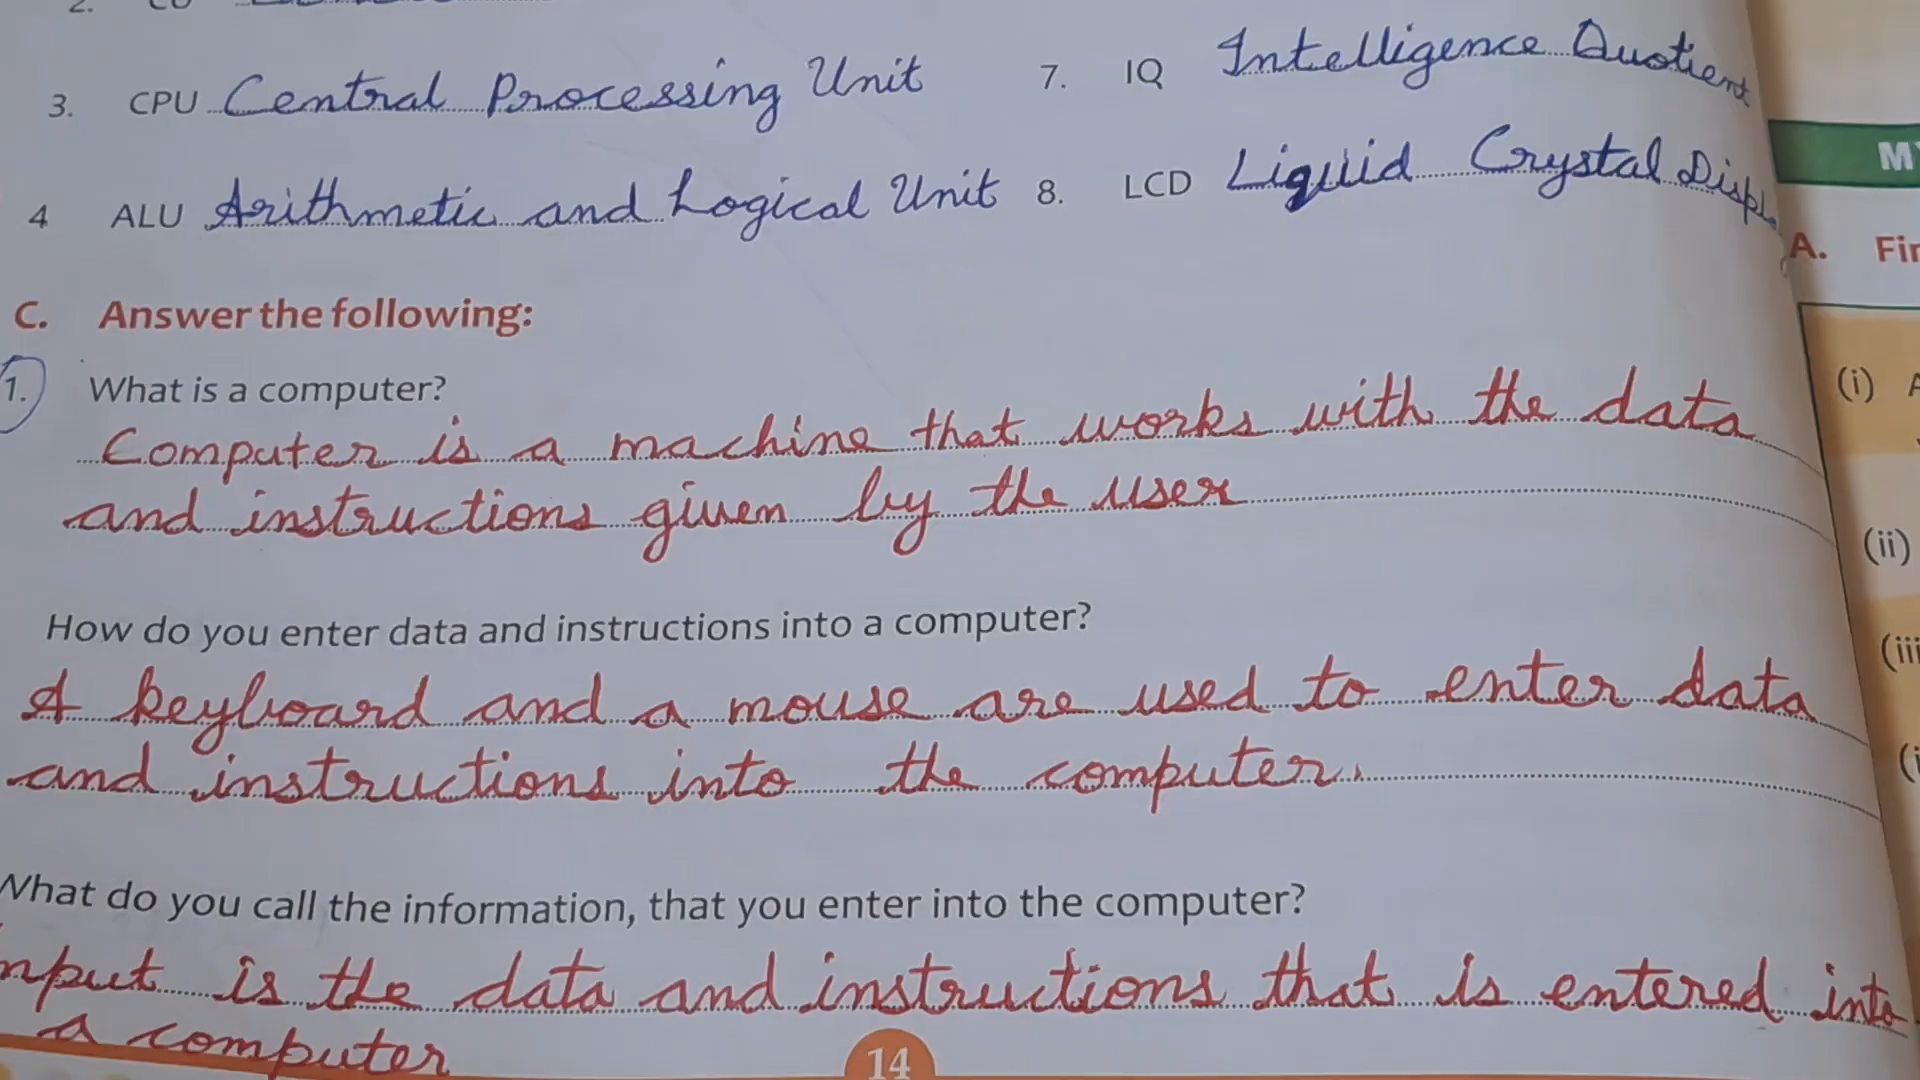 2. CU
3. CPU Central Processing Unit
7. IQ Intelligence Quotient
4 ALU Arithmetic and Logical Unit
8. LCD Liquid Crystal Displ
C. Answer the following:
1. What is a computer?
Computer is a machine that works with the data
and instructions given by the user
How do you enter data and instructions into a computer?
A keyboard and a mouse are used to enter data
and instructions into the computer.
What do you call the information, that you enter into the computer?
nput is the data and instructions that is entered into
a computer
14
M
A. Fin
(i) A
(ii)
(iii
(i